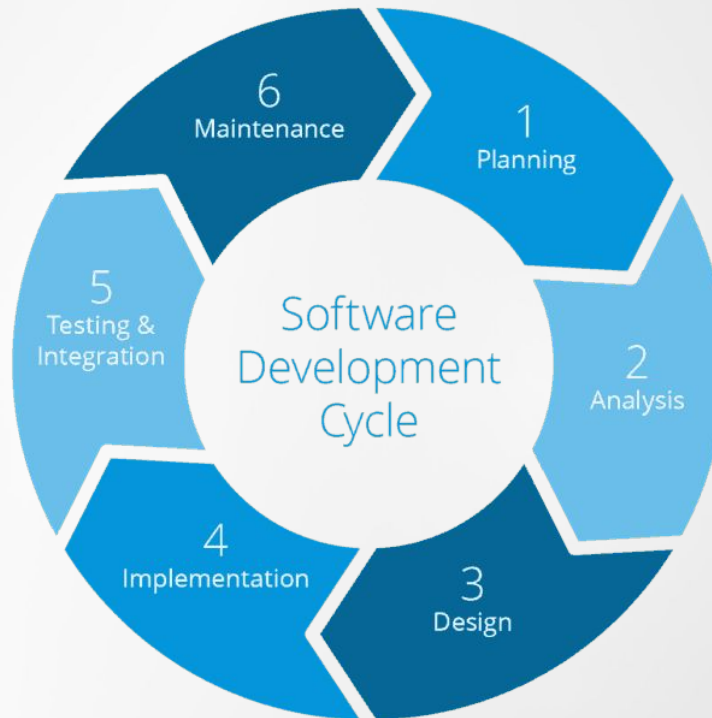 Software
Development
Cycle
1
Planning
2
Analysis
3
Design
4
Implementation
5
Testing &
Integration
6
Maintenance